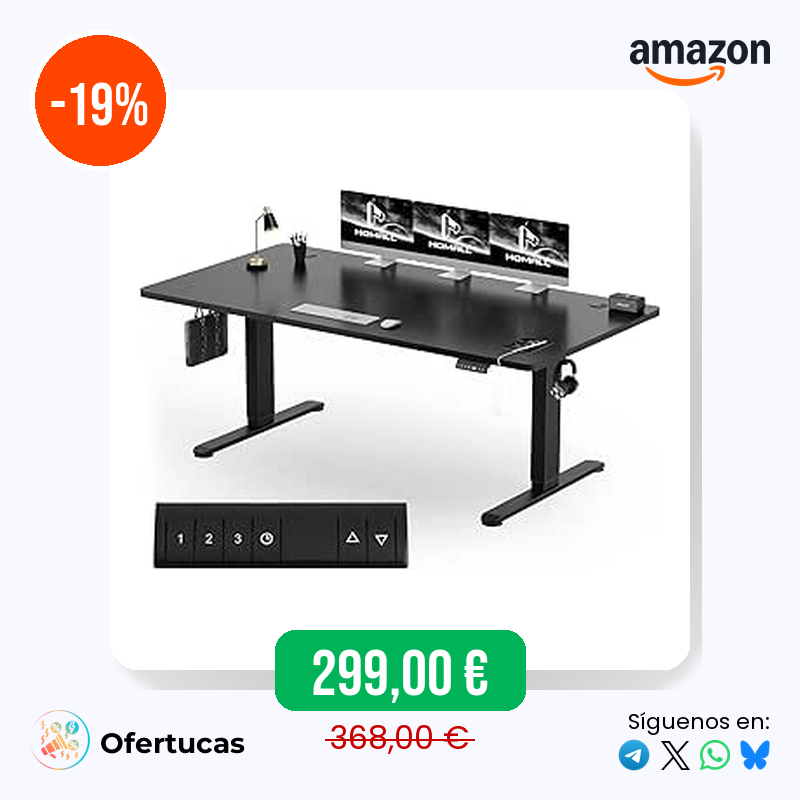 -19%
amazon
HOMALL
HOMALL
HOMALL
1 2 3
299,00 €
368,00 €
Ofertucas
Síguenos en: